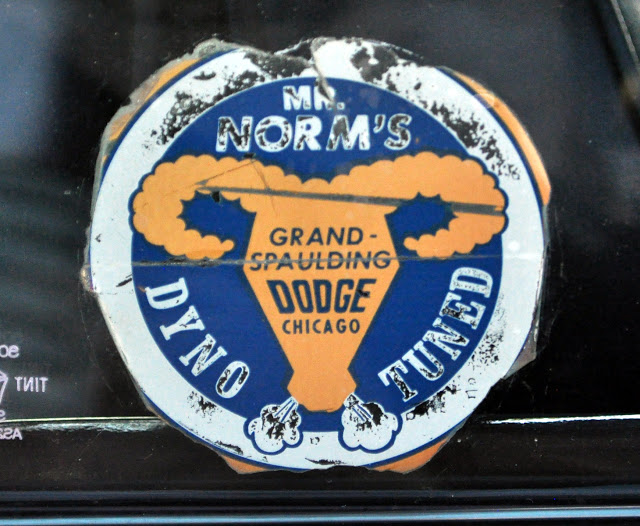 MR.
NORM'S
GRAND-
SPAULDING
DODGE
CHICAGO
DYNO TUNED
TINT